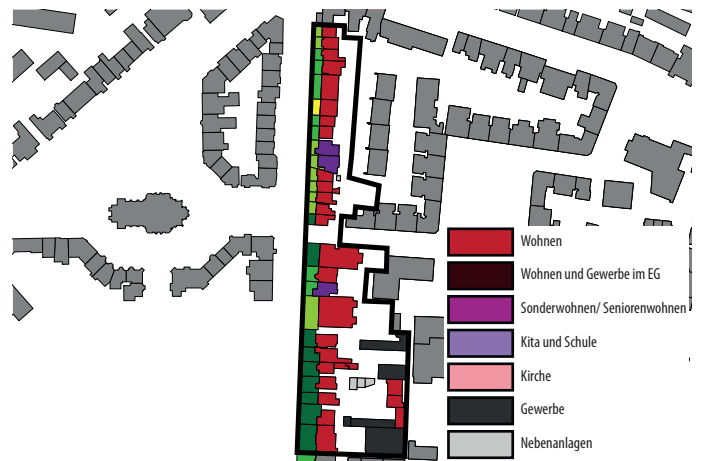 Wohnen
Wohnen und Gewerbe im EG
Sonderwohnen/ Seniorenwohnen
Kita und Schule
Kirche
Gewerbe
Nebenanlagen